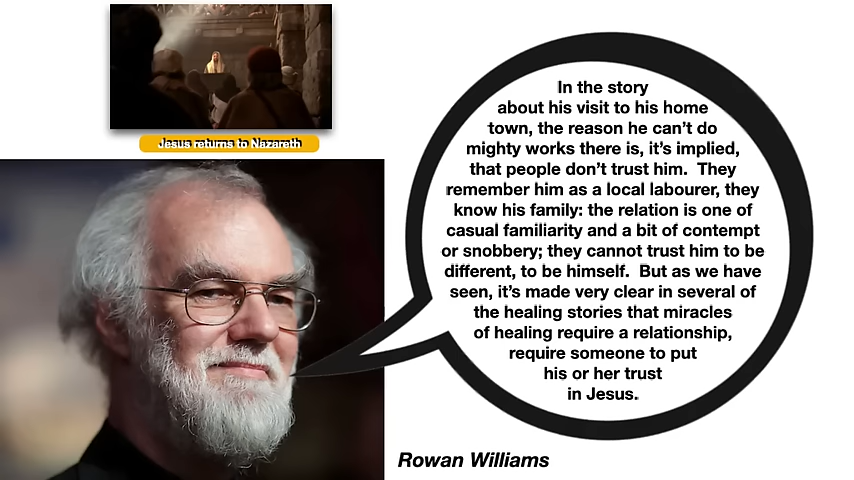 Jesus returns to Nazareth
In the story
about his visit to his home
town, the reason he can't do
mighty works there is, it's implied,
that people don't trust him.  They
remember him as a local labourer, they
know his family: the relation is one of
casual familiarity and a bit of contempt
or snobbery; they cannot trust him to be
different, to be himself.  But as we have
seen, it's made very clear in several of
the healing stories that miracles
of healing require a relationship,
require someone to put
his or her trust
in Jesus.
Rowan Williams